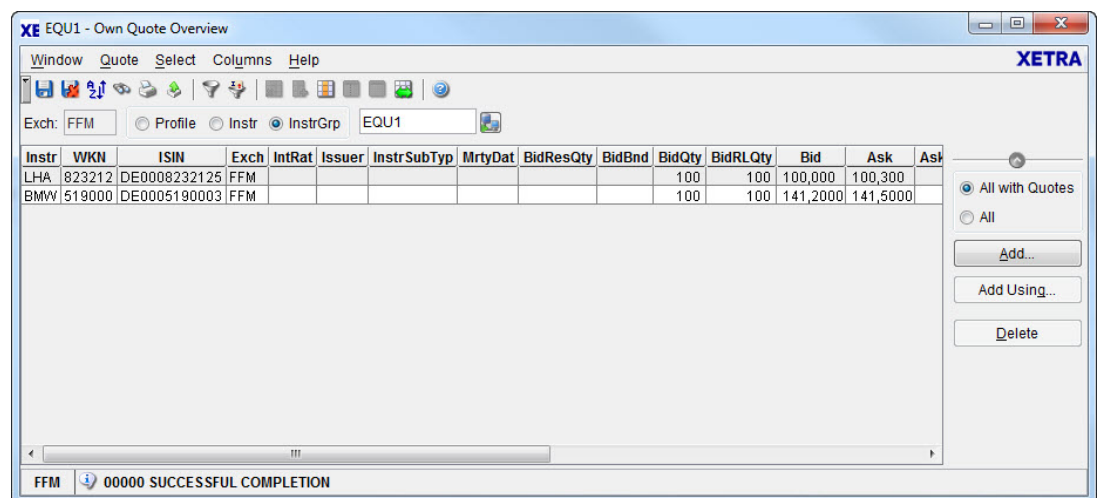 XE EQU1 - Own Quote Overview
Window Quote Select Columns Help XETRA
Exch: FFM Profile Instr InstrGrp EQU1
Instr WKN ISIN Exch IntRat Issuer InstrSubTyp MrtyDat BidResQty BidBnd BidQty BidRLQty Bid Ask Ask
LHA 823212 DE0008232125 FFM 100 100 100,000 100,300
BMW 519000 DE0005190003 FFM 100 100 141,2000 141,5000
All with Quotes
All
Add...
Add Using...
Delete
FFM 00000 SUCCESSFUL COMPLETION